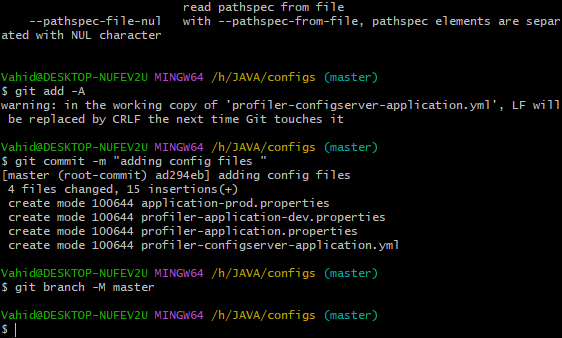 read pathspec from file
--pathspec-file-nul   with --pathspec-from-file, pathspec elements are separ
ated with NUL character
Vahid@DESKTOP-NUFEV2U MINGW64 /h/JAVA/configs (master)
$ git add -A
warning: in the working copy of 'profiler-configserver-application.yml', LF will
be replaced by CRLF the next time Git touches it
Vahid@DESKTOP-NUFEV2U MINGW64 /h/JAVA/configs (master)
$ git commit -m "adding config files "
[master (root-commit) ad294eb] adding config files
4 files changed, 15 insertions(+)
create mode 100644 application-prod.properties
create mode 100644 profiler-application-dev.properties
create mode 100644 profiler-application.properties
create mode 100644 profiler-configserver-application.yml
Vahid@DESKTOP-NUFEV2U MINGW64 /h/JAVA/configs (master)
$ git branch -M master
Vahid@DESKTOP-NUFEV2U MINGW64 /h/JAVA/configs (master)
$